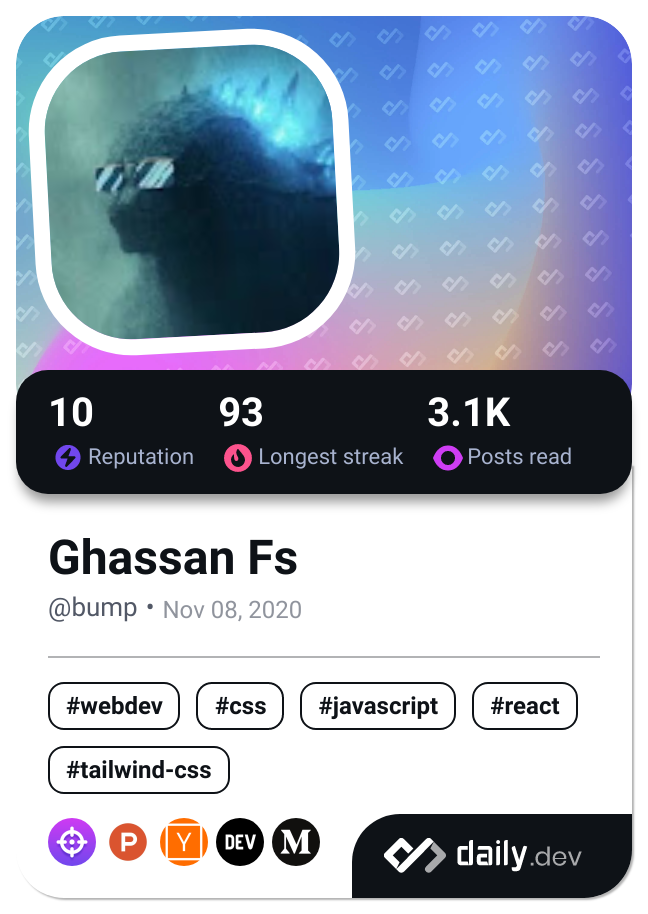 10 93 3.1K
Reputation Longest streak Posts read
Ghassan Fs
@bump • Nov 08, 2020
#webdev #css #javascript #react
#tailwind-css
P Y DEV M daily.dev